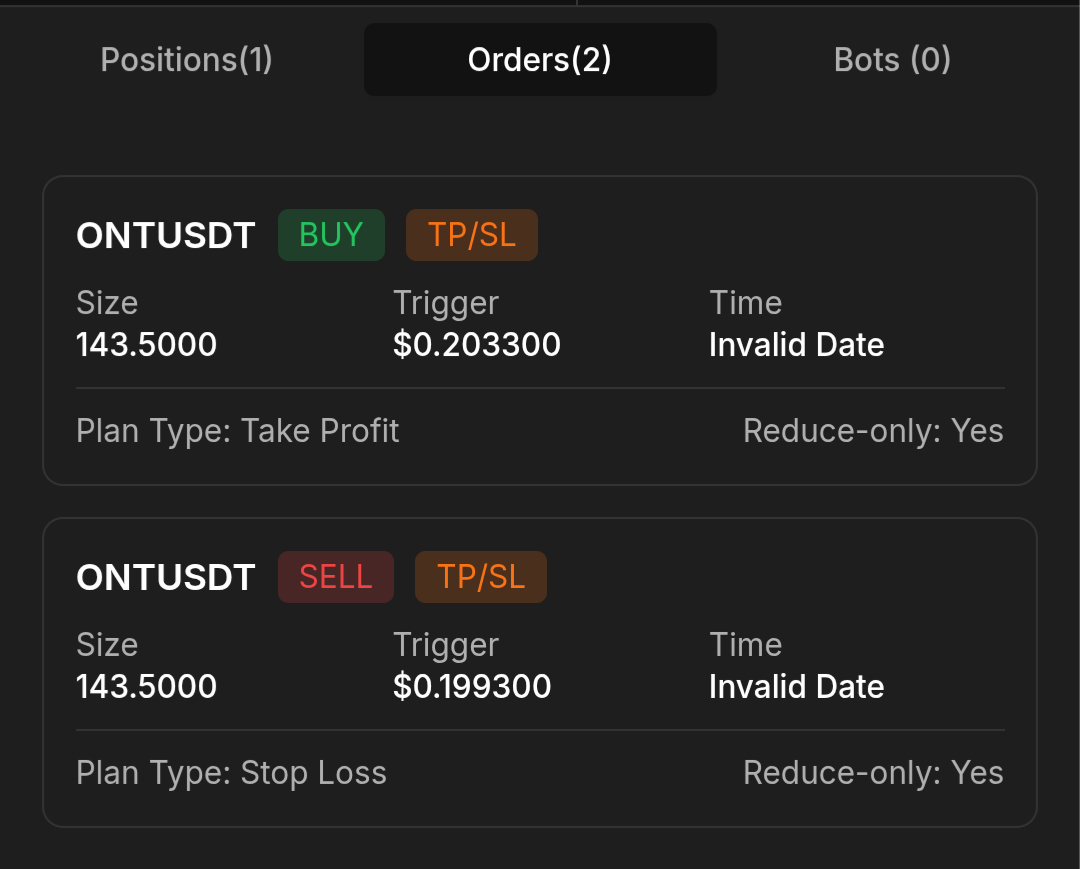 Positions(1) Orders(2) Bots (0)
ONTUSDT BUY TP/SL
Size Trigger Time
143.5000 $0.203300 Invalid Date
Plan Type: Take Profit Reduce-only: Yes
ONTUSDT SELL TP/SL
Size Trigger Time
143.5000 $0.199300 Invalid Date
Plan Type: Stop Loss Reduce-only: Yes